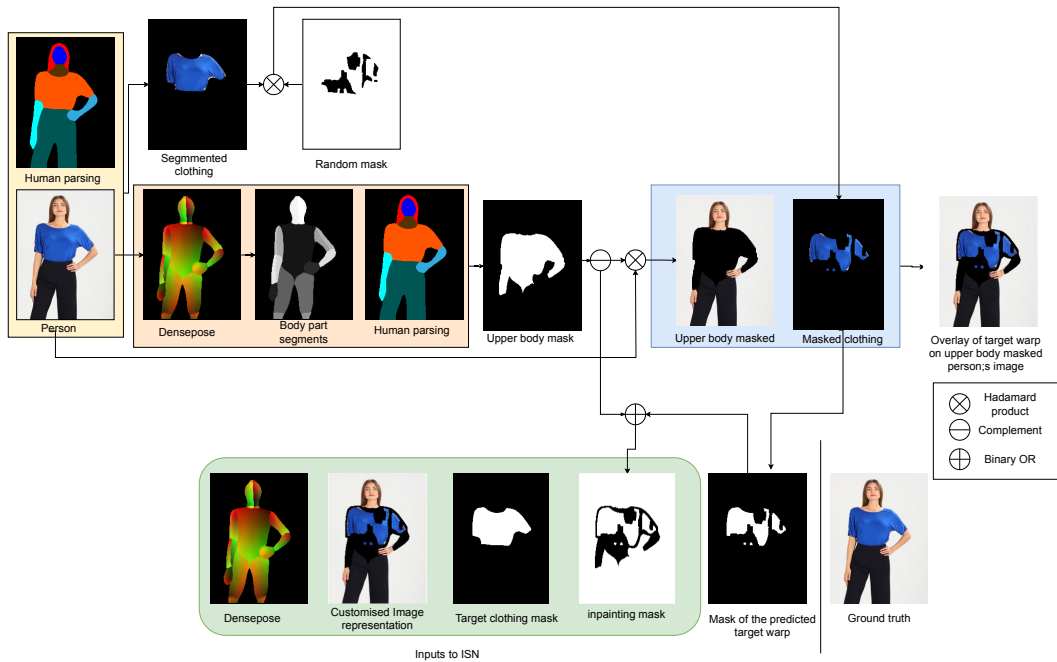 Human parsing
Segmmented
clothing
Random mask
Person
Densepose
Body part
segments
Human parsing
Upper body mask
Upper body masked
Masked clothing
Overlay of target warp
on upper body masked
person;s image
Hadamard
product
Complement
Binary OR
Densepose
Customised Image
representation
Target clothing mask
inpainting mask
Mask of the predicted
target warp
Ground truth
Inputs to ISN